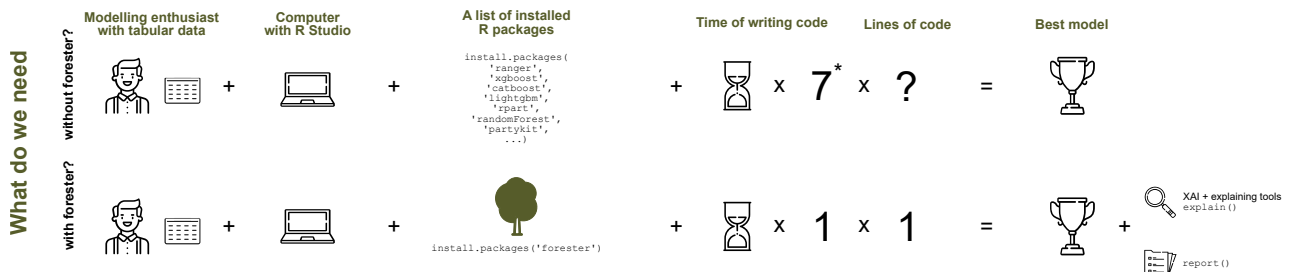 What do we need
without forester?
with forester?
Modelling enthusiast
with tabular data
Computer
with R Studio
A list of installed
R packages
Time of writing code
Lines of code
Best model
install.packages(
'ranger',
'xgboost',
'catboost',
'lightgbm',
'rpart',
'randomForest',
'partykit',
...)
+ + + x 7* x ? =
install.packages('forester')
+ + + x 1 x 1 = +
XAI + explaining tools
explain()
report()